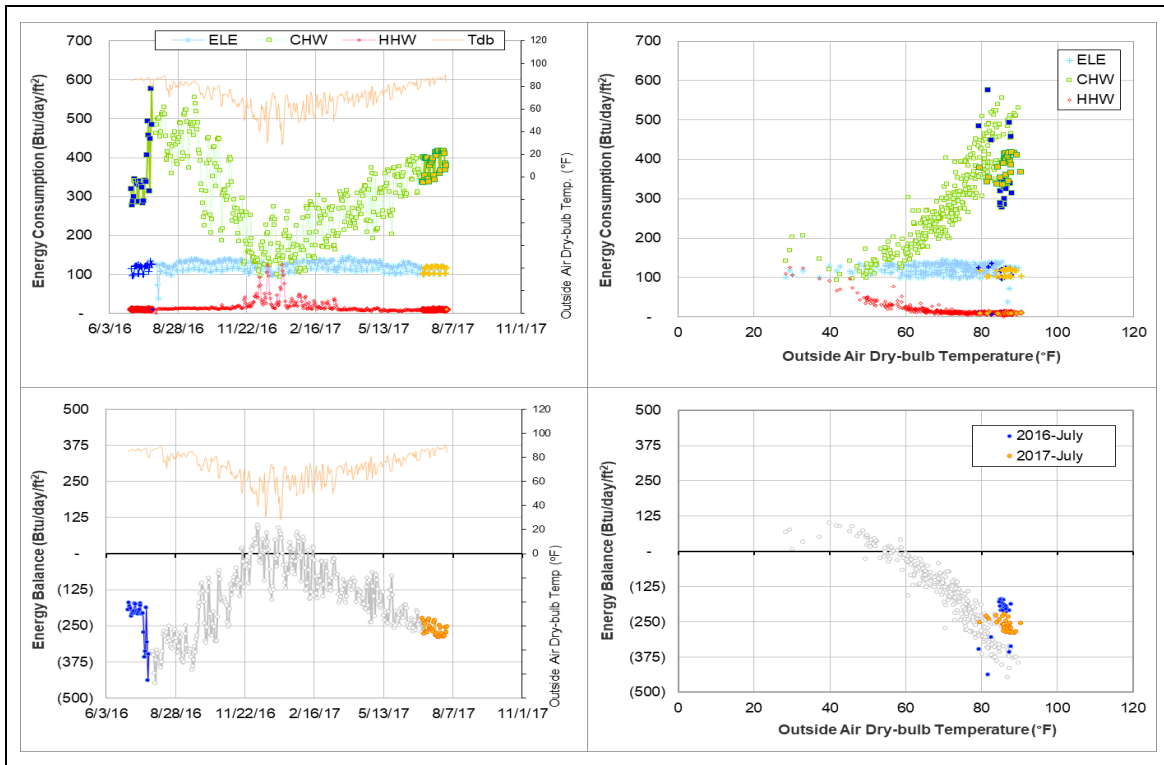 ELE CHW HHW Tdb
Energy Consumption (Btu/day/ft²)
700
600
500
400
300
200
100
-
120
100
80
60
40
20
0
Outside Air Dry-bulb Temp. (°F)
6/3/16 8/28/16 11/22/16 2/16/17 5/13/17 8/7/17 11/1/17
ELE
CHW
HHW
Energy Consumption (Btu/day/ft²)
700
600
500
400
300
200
100
-
0 20 40 60 80 100 120
Outside Air Dry-bulb Temperature (°F)
Energy Balance (Btu/day/ft²)
500
375
250
125
-
(125)
(250)
(375)
(500)
120
100
80
60
40
20
0
Outside Air Dry-bulb Temp (°F)
6/3/16 8/28/16 11/22/16 2/16/17 5/13/17 8/7/17 11/1/17
2016-July
2017-July
Energy Balance (Btu/day/ft²)
500
375
250
125
-
(125)
(250)
(375)
(500)
0 20 40 60 80 100 120
Outside Air Dry-bulb Temperature (°F)